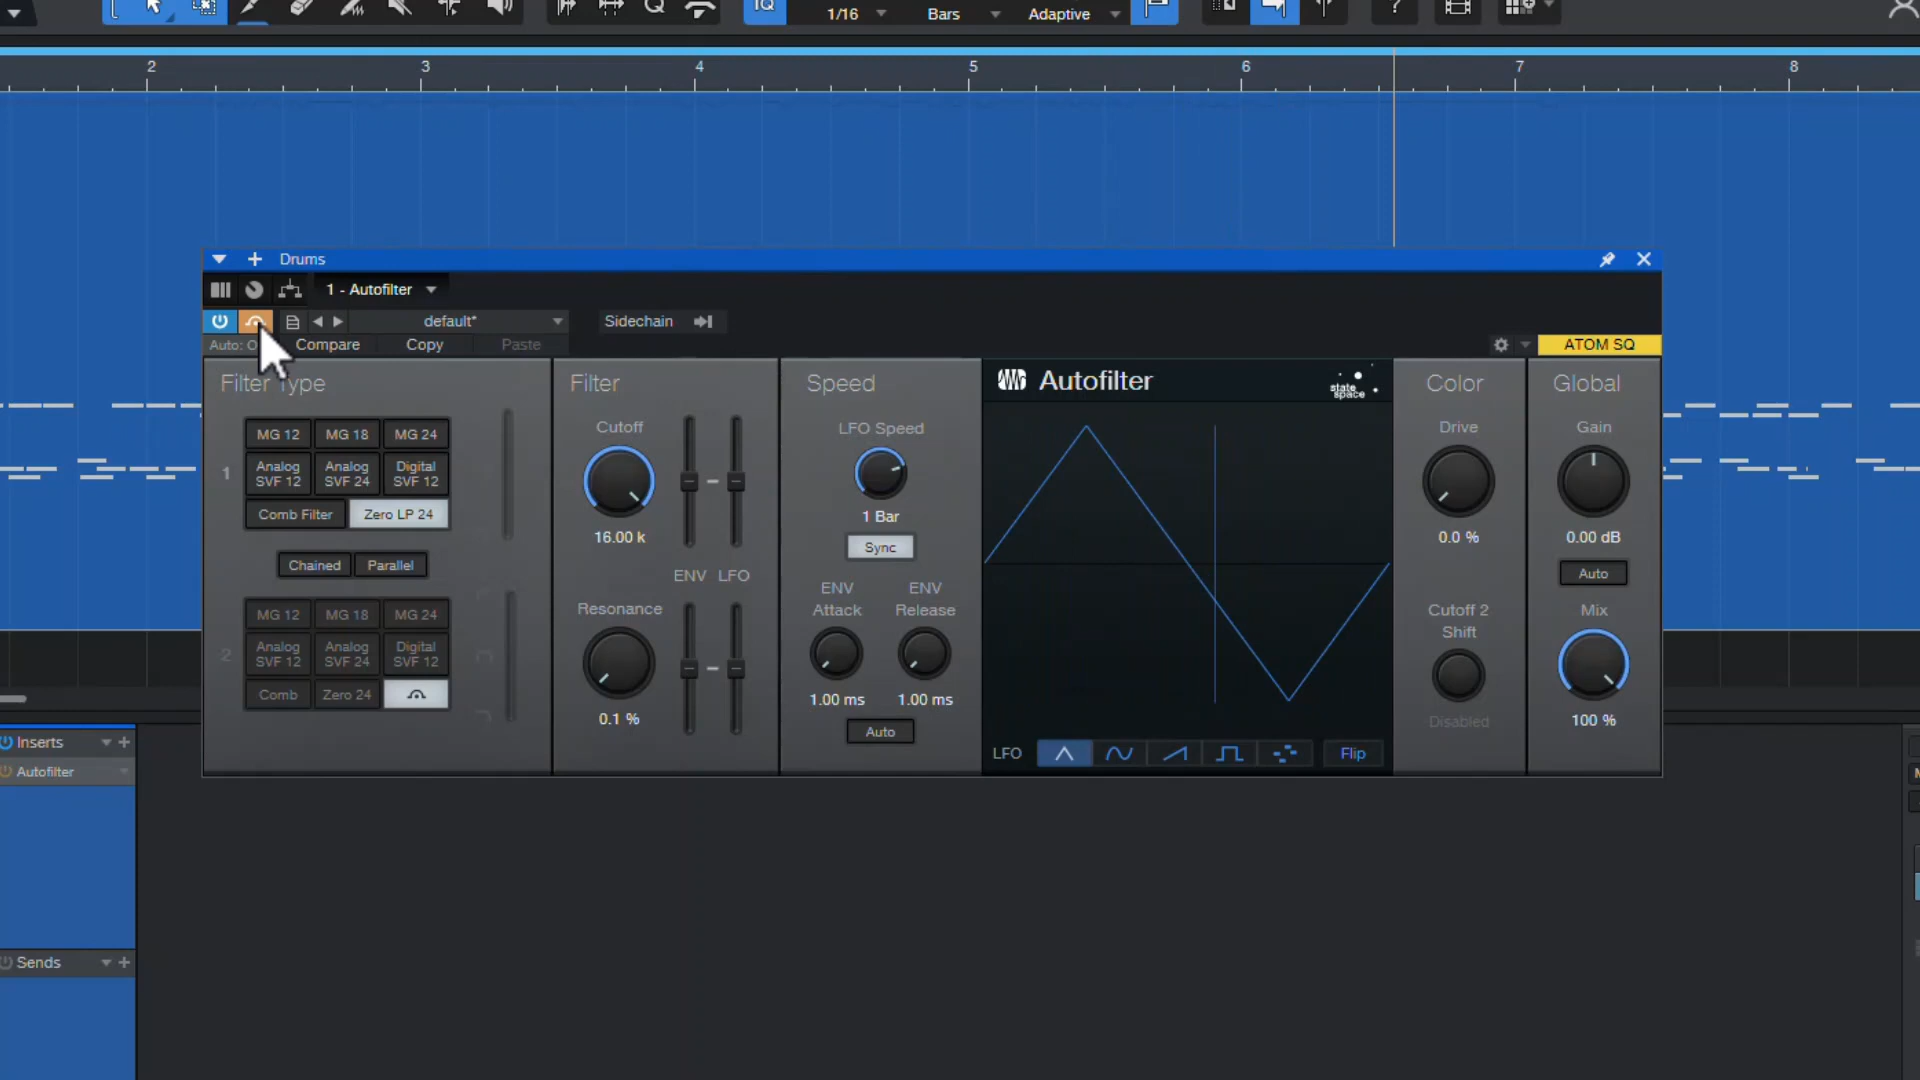 IQ
1/16
Bars
Adaptive
?
2
3
4
5
6
7
8
Drums
1 - Autofilter
default*
Sidechain
Compare
Copy
Paste
ATOM SQ
Filter Type
1
MG 12
MG 18
MG 24
Analog SVF 12
Analog SVF 24
Digital SVF 12
Comb Filter
Zero LP 24
Chained
Parallel
2
MG 12
MG 18
MG 24
Analog SVF 12
Analog SVF 24
Digital SVF 12
Comb
Zero 24
Filter
Cutoff
16.00 k
ENV LFO
Resonance
0.1 %
Speed
LFO Speed
1 Bar
Sync
ENV Attack
ENV Release
1.00 ms
1.00 ms
Auto
Autofilter
state space
LFO
Flip
Color
Drive
0.0 %
Cutoff 2 Shift
Disabled
Global
Gain
0.00 dB
Auto
Mix
100 %
Inserts
Autofilter
Sends